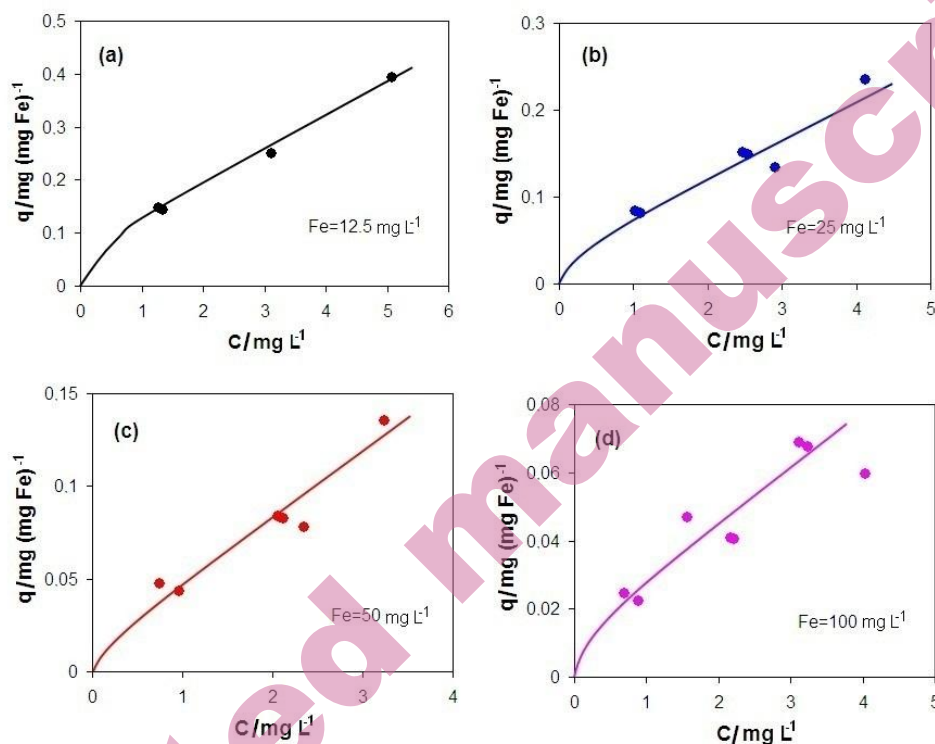 0.5
(a)
0.4
0.3
0.2
0.1
0
q/mg (mg Fe)-1
Fe=12.5 mg L-1
0 1 2 3 4 5 6
C/mg L-1
0.3
(b)
0.2
0.1
0
q/mg (mg Fe)-1
Fe=25 mg L-1
0 1 2 3 4 5
C/mg L-1
0.15
(c)
0.1
0.05
0
q/mg (mg Fe)-1
Fe=50 mg L-1
0 1 2 3 4
C/mg L-1
0.08
(d)
0.06
0.04
0.02
0
q/mg (mg Fe)-1
Fe=100 mg L-1
0 1 2 3 4 5
C/mg L-1
ed manuscr